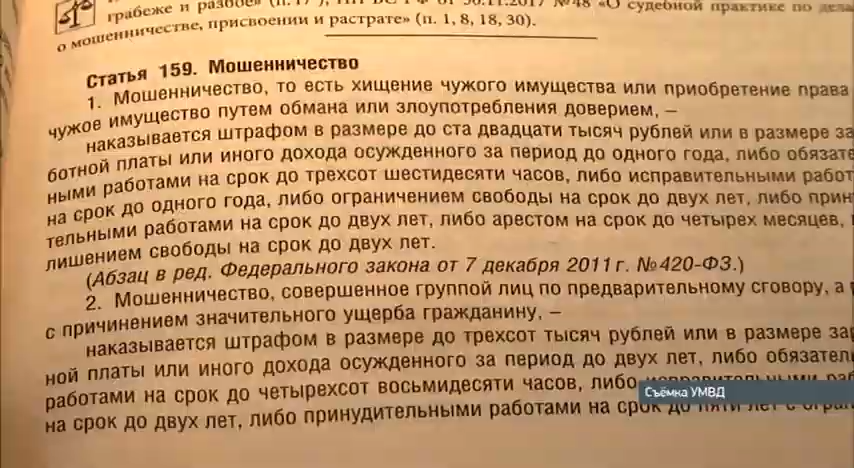 грабеже и разбое» (п. 17), ПП ВС РФ от 30.11.2017 №48 «О судебной практике по дела
о мошенничестве, присвоении и растрате» (п. 1, 8, 18, 30).
Статья 159. Мошенничество
1. Мошенничество, то есть хищение чужого имущества или приобретение права
чужое имущество путем обмана или злоупотребления доверием, –
наказывается штрафом в размере до ста двадцати тысяч рублей или в размере за
ботной платы или иного дохода осужденного за период до одного года, либо обязате
ными работами на срок до трехсот шестидесяти часов, либо исправительными работ
на срок до одного года, либо ограничением свободы на срок до двух лет, либо прин
тельными работами на срок до двух лет, либо арестом на срок до четырех месяцев,
лишением свободы на срок до двух лет.
(Абзац в ред. Федерального закона от 7 декабря 2011 г. №420-ФЗ.)
2. Мошенничество, совершенное группой лиц по предварительному сговору, а
с причинением значительного ущерба гражданину, –
наказывается штрафом в размере до трехсот тысяч рублей или в размере зар
ной платы или иного дохода осужденного за период до двух лет, либо обязател
работами на срок до четырехсот восьмидесяти часов, либо исправительными раб
Съёмка УМВД
на срок до двух лет, либо принудительными работами на срок до пяти лет с огран